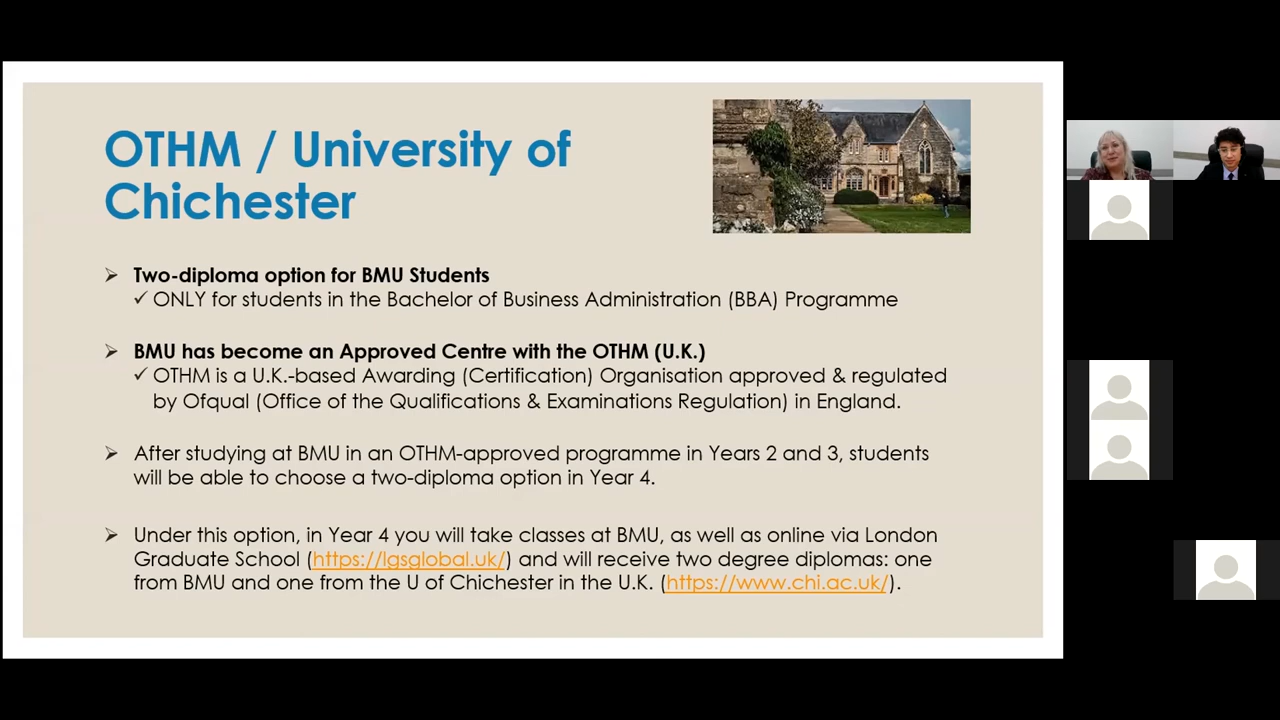 OTHM / University of
Chichester
Two-diploma option for BMU Students
ONLY for students in the Bachelor of Business Administration (BBA) Programme
BMU has become an Approved Centre with the OTHM (U.K.)
OTHM is a U.K.-based Awarding (Certification) Organisation approved & regulated
by Ofqual (Office of the Qualifications & Examinations Regulation) in England.
After studying at BMU in an OTHM-approved programme in Years 2 and 3, students
will be able to choose a two-diploma option in Year 4.
Under this option, in Year 4 you will take classes at BMU, as well as online via London
Graduate School (https://lgsglobal.uk/) and will receive two degree diplomas: one
from BMU and one from the U of Chichester in the U.K. (https://www.chi.ac.uk/).